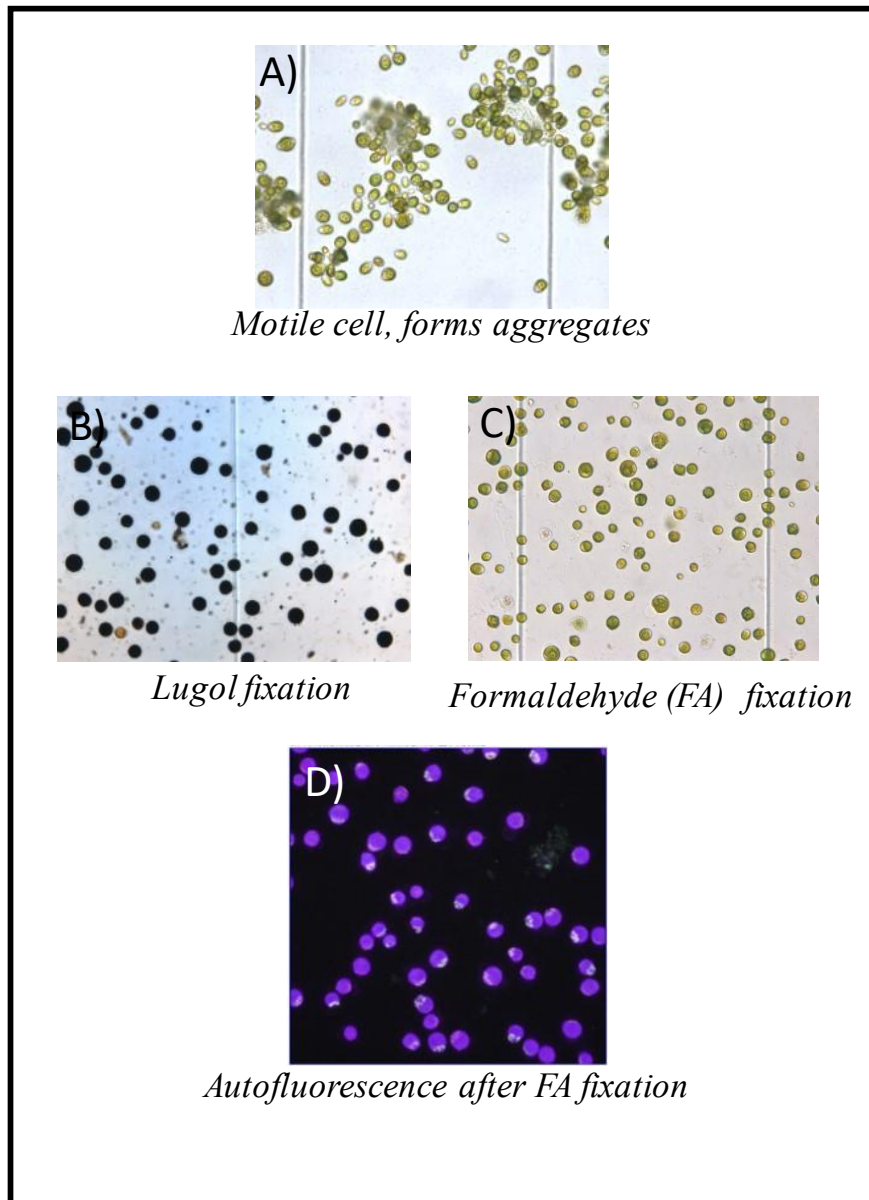 A)
Motile cell, forms aggregates
B)
C)
Lugol fixation
Formaldehyde (FA) fixation
D)
Autofluorescence after FA fixation